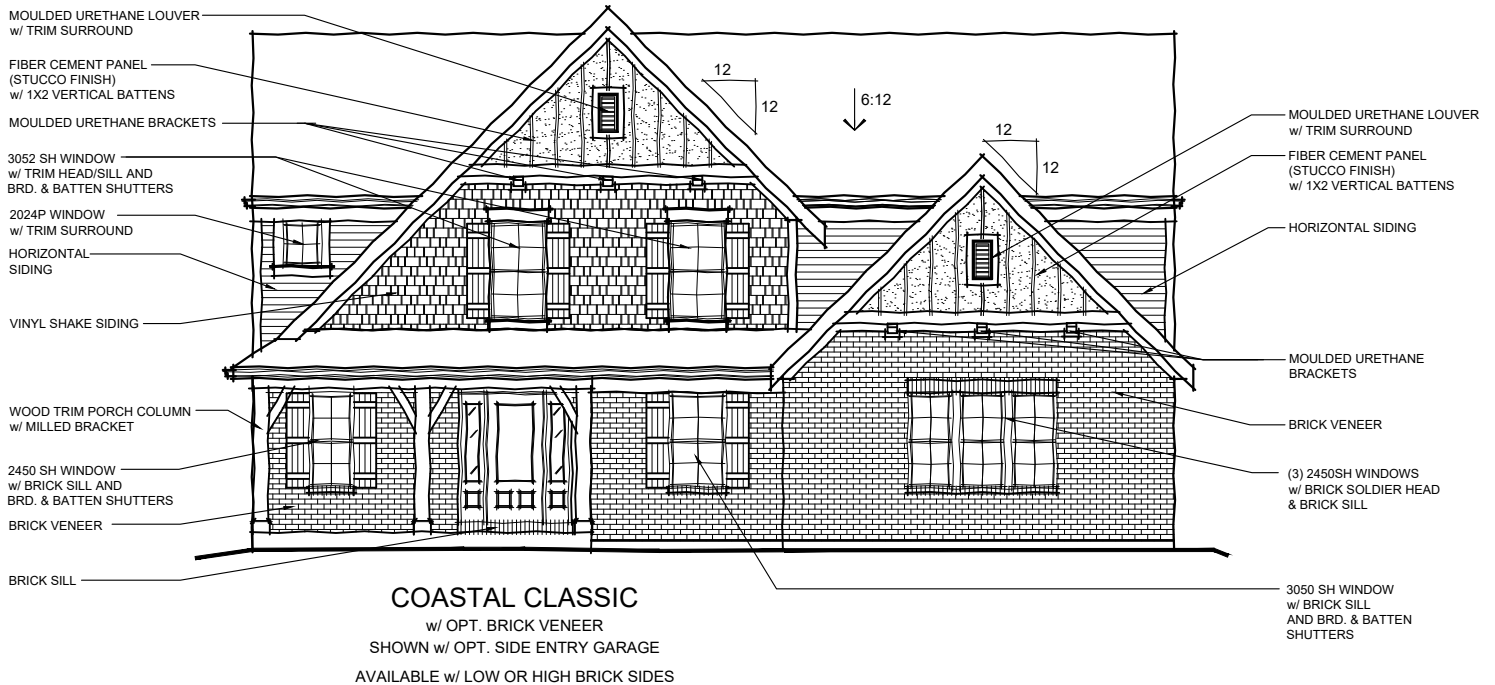 MOULDED URETHANE LOUVER
w/ TRIM SURROUND
FIBER CEMENT PANEL
(STUCCO FINISH)
w/ 1X2 VERTICAL BATTENS
MOULDED URETHANE BRACKETS
3052 SH WINDOW
w/ TRIM HEAD/SILL AND
BRD. & BATTEN SHUTTERS
2024P WINDOW
w/ TRIM SURROUND
HORIZONTAL
SIDING
VINYL SHAKE SIDING
WOOD TRIM PORCH COLUMN
w/ MILLED BRACKET
2450 SH WINDOW
w/ BRICK SILL AND
BRD. & BATTEN SHUTTERS
BRICK VENEER
BRICK SILL
12
12
6:12
12
12
MOULDED URETHANE LOUVER
w/ TRIM SURROUND
FIBER CEMENT PANEL
(STUCCO FINISH)
w/ 1X2 VERTICAL BATTENS
HORIZONTAL SIDING
MOULDED URETHANE
BRACKETS
BRICK VENEER
(3) 2450SH WINDOWS
w/ BRICK SOLDIER HEAD
& BRICK SILL
3050 SH WINDOW
w/ BRICK SILL
AND BRD. & BATTEN
SHUTTERS
COASTAL CLASSIC
w/ OPT. BRICK VENEER
SHOWN w/ OPT. SIDE ENTRY GARAGE
AVAILABLE w/ LOW OR HIGH BRICK SIDES